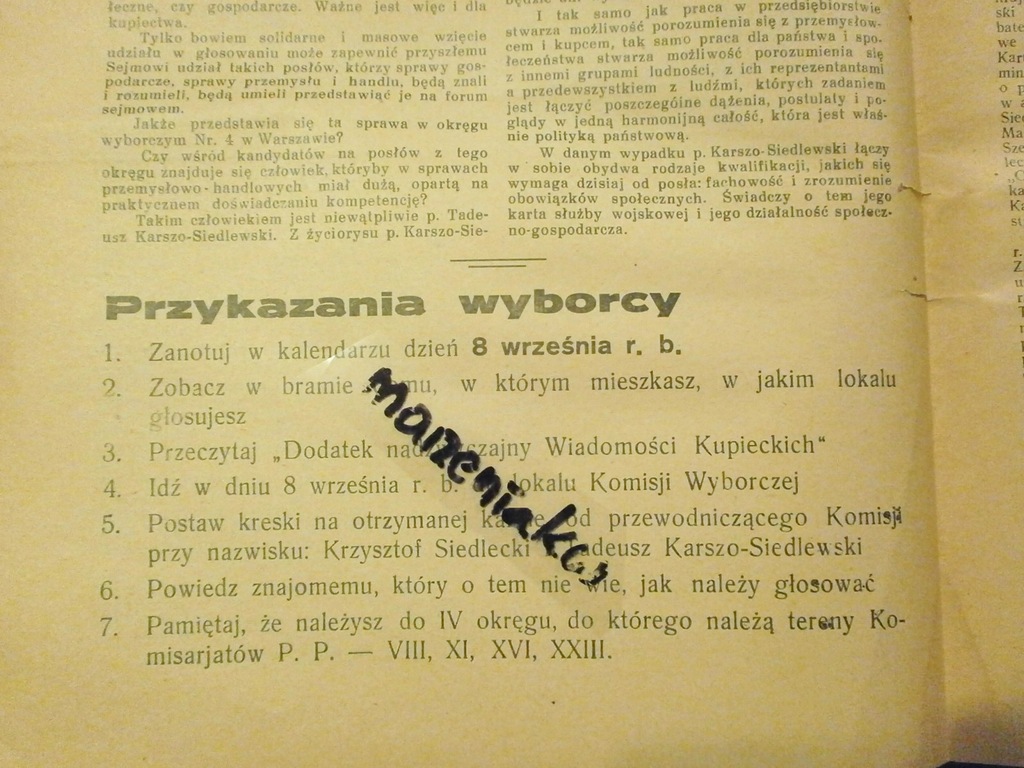 łeczne, czy gospodarcze. Ważne jest więc i dla
kupiectwa.
Tylko bowiem solidarne i masowe wzięcie
udziału w głosowaniu może zapewnić przyszłemu
Sejmowi udział takich posłów, którzy sprawy gos-
podarcze, sprawy przemysłu i handlu, będą znali
i rozumieli, będą umieli przedstawiać je na forum
sejmowem.
Jakże przedstawia się ta sprawa w okręgu
wyborczym Nr. 4 w Warszawie?
Czy wśród kandydatów na posłów z tego
okręgu znajduje się człowiek, któryby w sprawach
przemysłowo-handlowych miał dużą, opartą na
praktycznem doświadczaniu kompetencję?
Takim człowiekiem jest niewątpliwie p. Tade-
usz Karszo-Siedlewski. Z życiorysu p. Karszo-Sie-
I tak samo jak praca w przedsiębiorstwie
stwarza możliwość porozumienia się z przemysłow-
cem i kupcem, tak samo praca dla państwa i spo-
łeczeństwa stwarza możliwość porozumienia się
z innemi grupami ludności, z ich reprezentantami
a przedewszystkiem z ludźmi, których zadaniem
jest łączyć poszczególne dążenia, postulaty i po-
glądy w jedną harmonijną całość, która jest właś-
nie polityką państwową.
W danym wypadku p. Karszo-Siedlewski łączy
w sobie obydwa rodzaje kwalifikacji, jakich się
wymaga dzisiaj od posła: fachowość i zrozumienie
obowiązków społecznych. Świadczy o tem jego
karta służby wojskowej i jego działalność społecz-
no-gospodarcza.
Przykazania wyborcy
1. Zanotuj w kalendarzu dzień 8 września r. b.
2. Zobacz w bramie mu, w którym mieszkasz, w jakim lokalu
głosujesz
3. Przeczytaj „Dodatek nadzwyczajny Wiadomości Kupieckich"
4. Idź w dniu 8 września r. b. lokalu Komisji Wyborczej
5. Postaw kreski na otrzymanej od przewodniczącego Komisji
przy nazwisku: Krzysztof Siedlecki Tadeusz Karszo-Siedlewski
6. Powiedz znajomemu, który o tem nie wie, jak należy głosować
7. Pamiętaj, że należysz do IV okręgu, do którego należą tereny Ko-
misarjatów P. P. — VIII, XI, XVI, XXIII.
marzeniakos